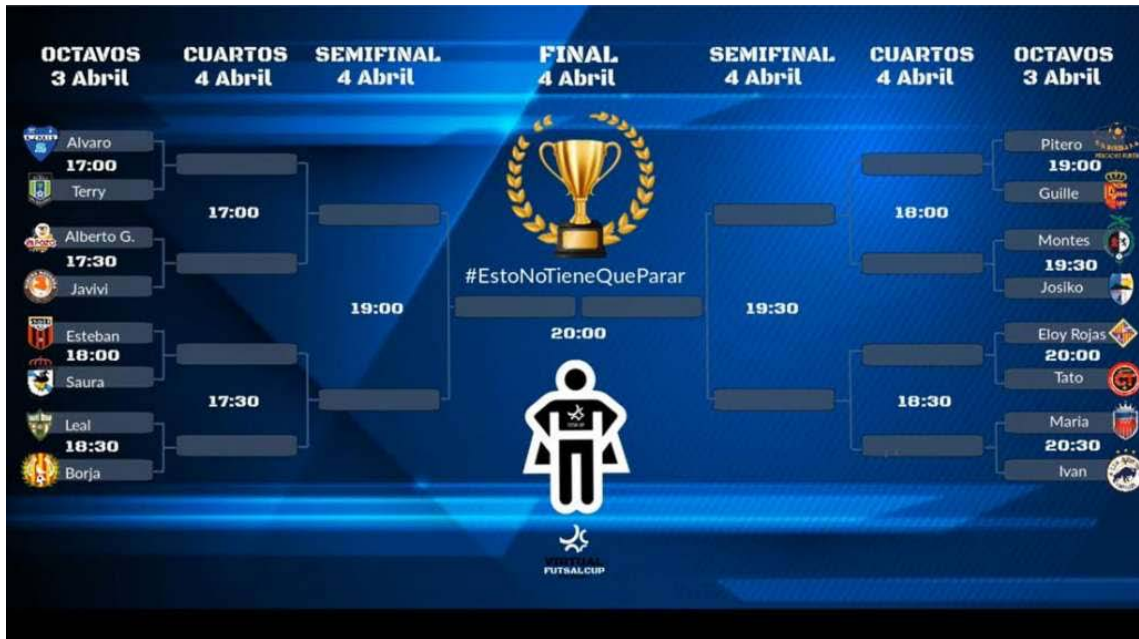 OCTAVOS
3 Abril
CUARTOS
4 Abril
SEMIFINAL
4 Abril
FINAL
4 Abril
SEMIFINAL
4 Abril
CUARTOS
4 Abril
OCTAVOS
3 Abril
Alvaro
17:00
Terry
Alberto G.
17:30
Javivi
Esteban
18:00
Saura
Leal
18:30
Borja
17:00
17:30
19:00
#EstoNoTieneQueParar
20:00
VIRTUAL
FUTSALCUP
19:30
18:00
18:30
Pitero
19:00
Guille
Montes
19:30
Josiko
Eloy Rojas
20:00
Tato
Maria
20:30
Ivan